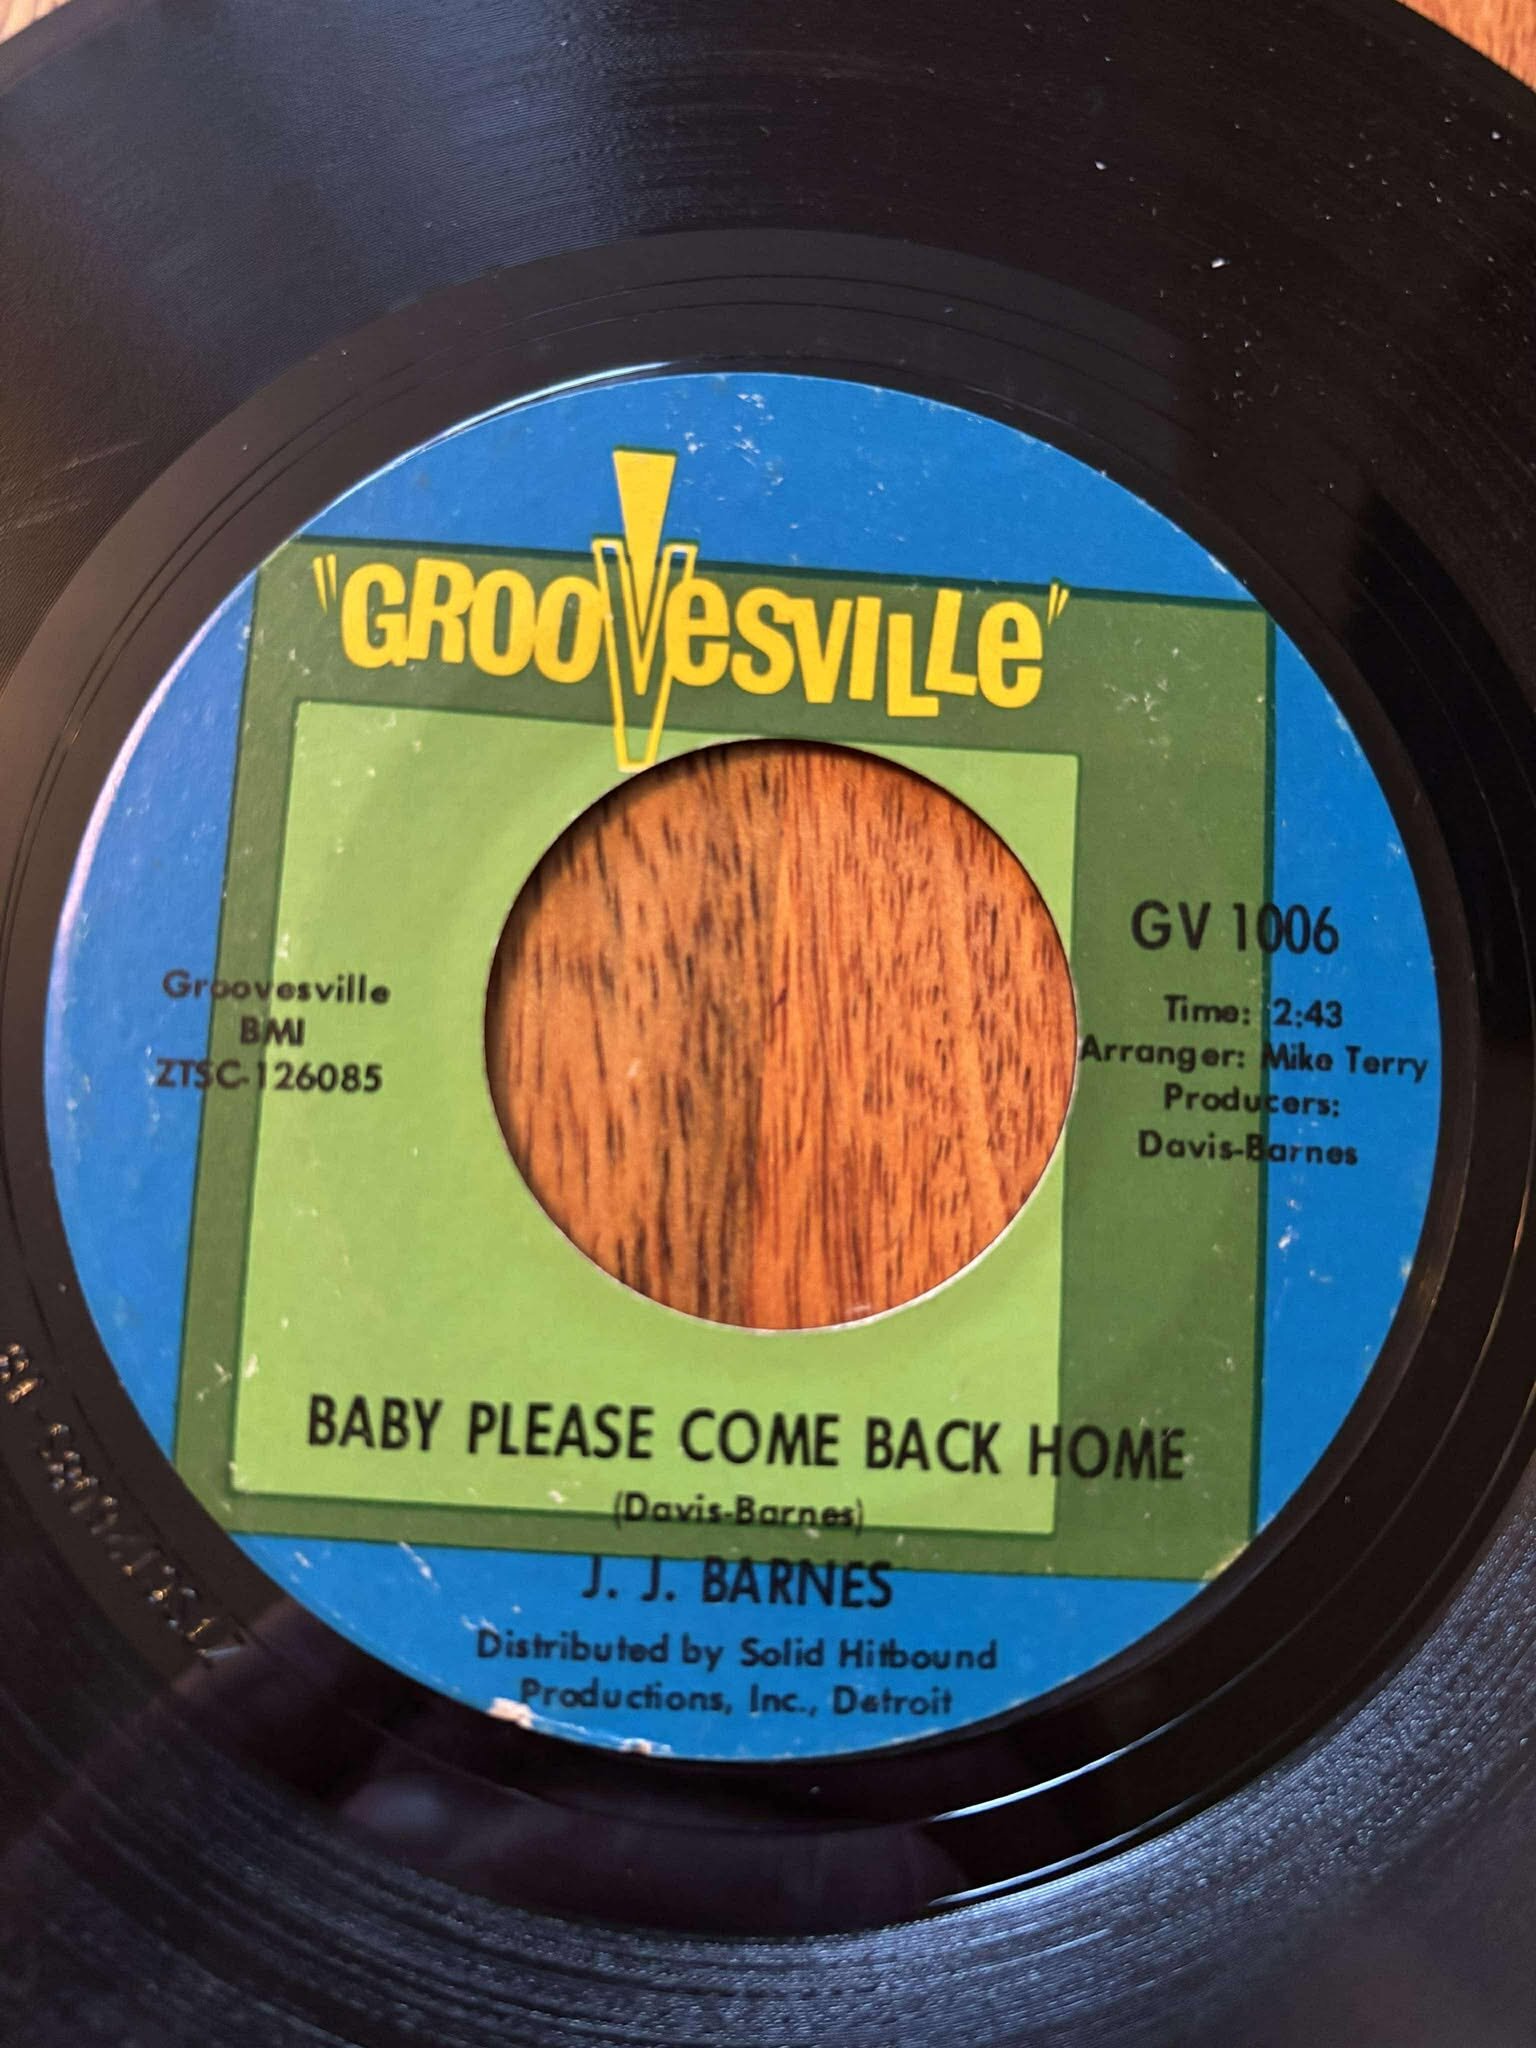 "GROOVESVILLE"
GV 1006
Groovesville
BMI
ZTSC-126085
Time: 2:43
Arranger: Mike Terry
Producers:
Davis-Barnes
BABY PLEASE COME BACK HOME
(Davis-Barnes)
J. J. BARNES
Distributed by Solid Hitbound
Productions, Inc., Detroit